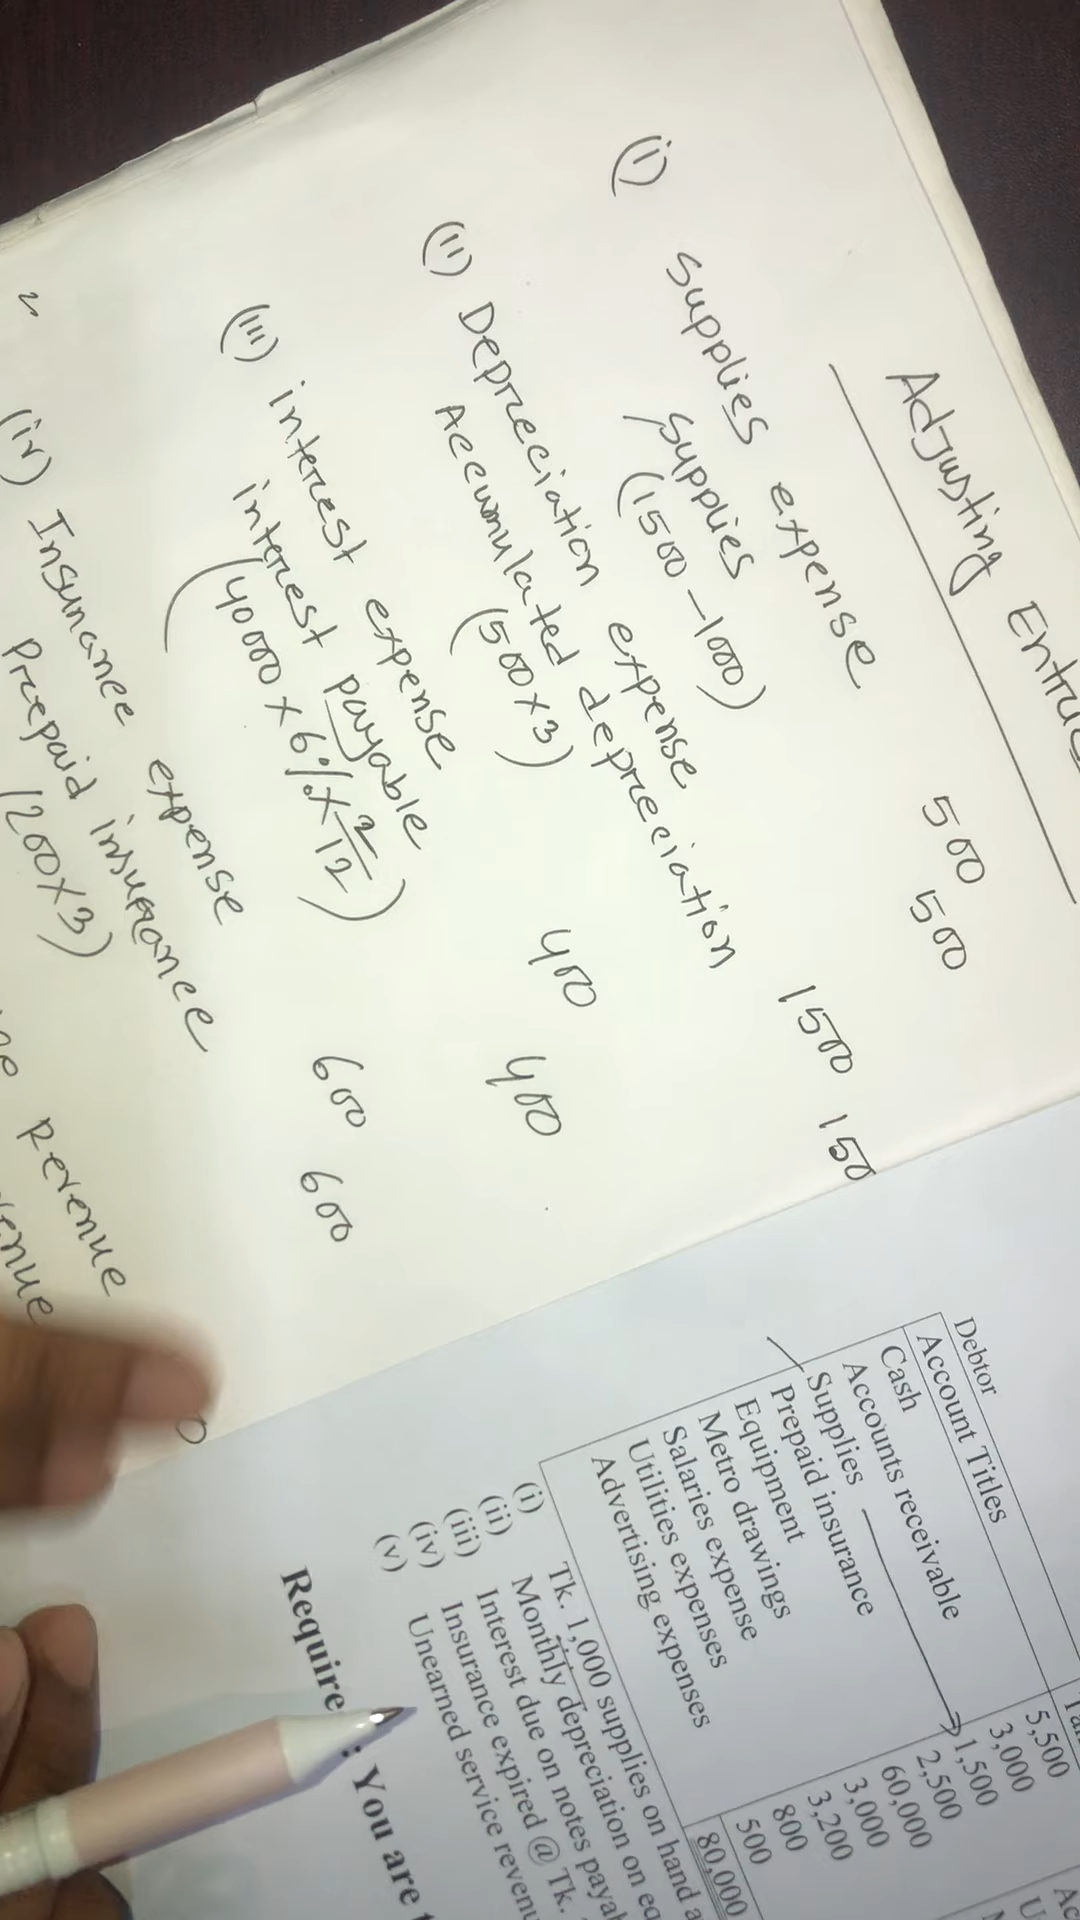 Adjusting Entries
(i) supplies expense 500
supplies 500
(1500-1000)
(ii) Depreciation expense 1500
Accumulated depreciation 150
(500×3)
(iii) interest expense 400
interest payable 400
(40000×6%×2/12)
(iv) Insurance expense 600
prepaid insurance 600
(200×3)
Revenue
Debtor
Account Titles
Cash 5,500
Accounts receivable 3,000
Supplies 1,500
Prepaid insurance 2,500
Equipment 60,000
Metro drawings 3,000
Salaries expense 3,200
Utilities expenses 800
Advertising expenses 500
80,000
(i) Tk. 1,000 supplies on hand
(ii) Monthly depreciation on
(iii) Interest due on notes
(iv) Insurance expired @ Tk.
(v) Unearned service
Require : You are